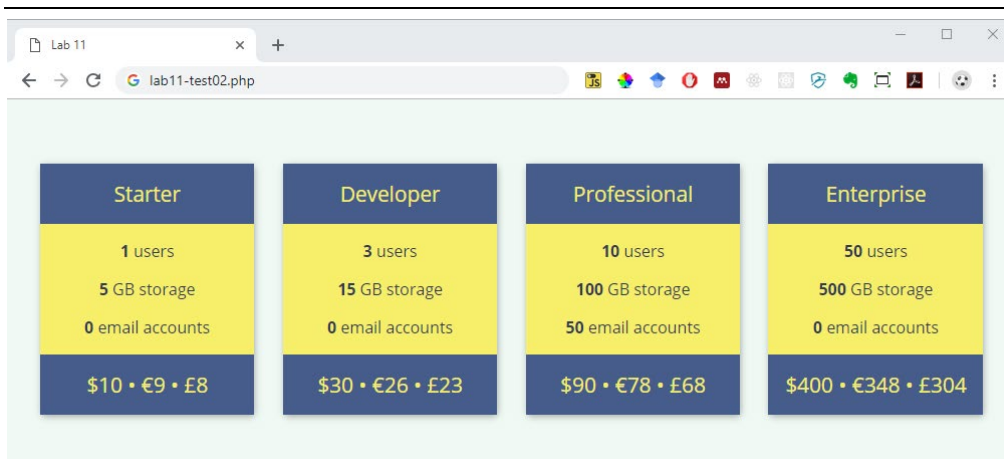 Lab 11
lab11-test02.php
Starter
1 users
5 GB storage
0 email accounts
$10 • €9 • £8
Developer
3 users
15 GB storage
0 email accounts
$30 • €26 • £23
Professional
10 users
100 GB storage
50 email accounts
$90 • €78 • £68
Enterprise
50 users
500 GB storage
0 email accounts
$400 • €348 • £304